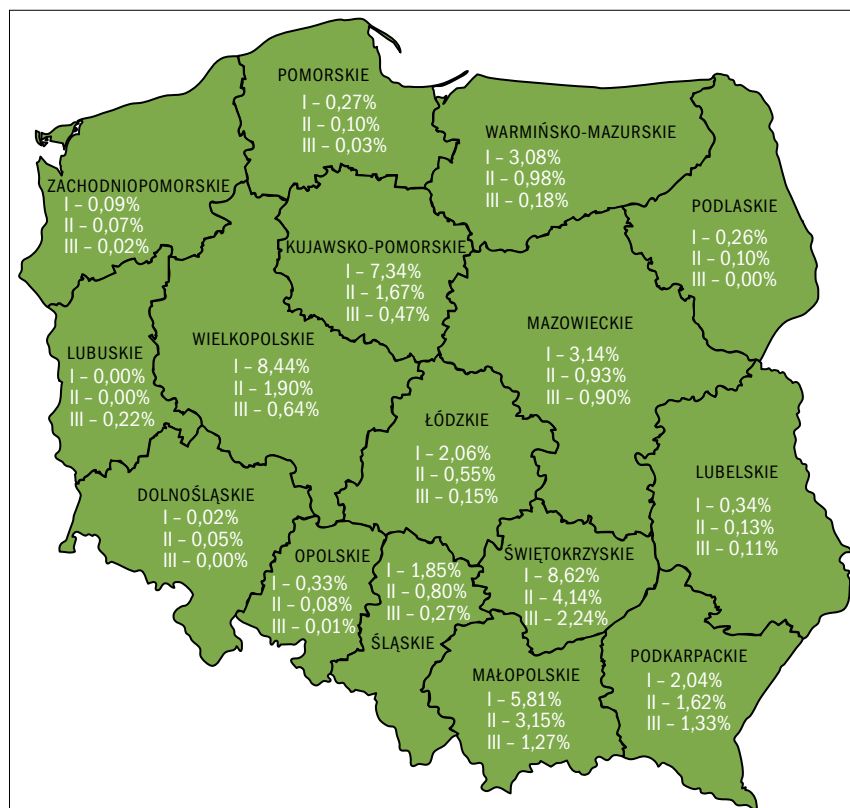 POMORSKIE
I – 0,27%
II – 0,10%
III – 0,03%
WARMIŃSKO-MAZURSKIE
I – 3,08%
II – 0,98%
III – 0,18%
ZACHODNIOPOMORSKIE
I – 0,09%
II – 0,07%
III – 0,02%
PODLASKIE
I – 0,26%
II – 0,10%
III – 0,00%
KUJAWSKO-POMORSKIE
I – 7,34%
II – 1,67%
III – 0,47%
MAZOWIECKIE
I – 3,14%
II – 0,93%
III – 0,90%
WIELKOPOLSKIE
I – 8,44%
II – 1,90%
III – 0,64%
LUBUSKIE
I – 0,00%
II – 0,00%
III – 0,22%
ŁÓDZKIE
I – 2,06%
II – 0,55%
III – 0,15%
LUBELSKIE
I – 0,34%
II – 0,13%
III – 0,11%
DOLNOŚLĄSKIE
I – 0,02%
II – 0,05%
III – 0,00%
OPOLSKIE
I – 0,33%
II – 0,08%
III – 0,01%
I – 1,85%
II – 0,80%
III – 0,27%
ŚLĄSKIE
ŚWIĘTOKRZYSKIE
I – 8,62%
II – 4,14%
III – 2,24%
MAŁOPOLSKIE
I – 5,81%
II – 3,15%
III – 1,27%
PODKARPACKIE
I – 2,04%
II – 1,62%
III – 1,33%